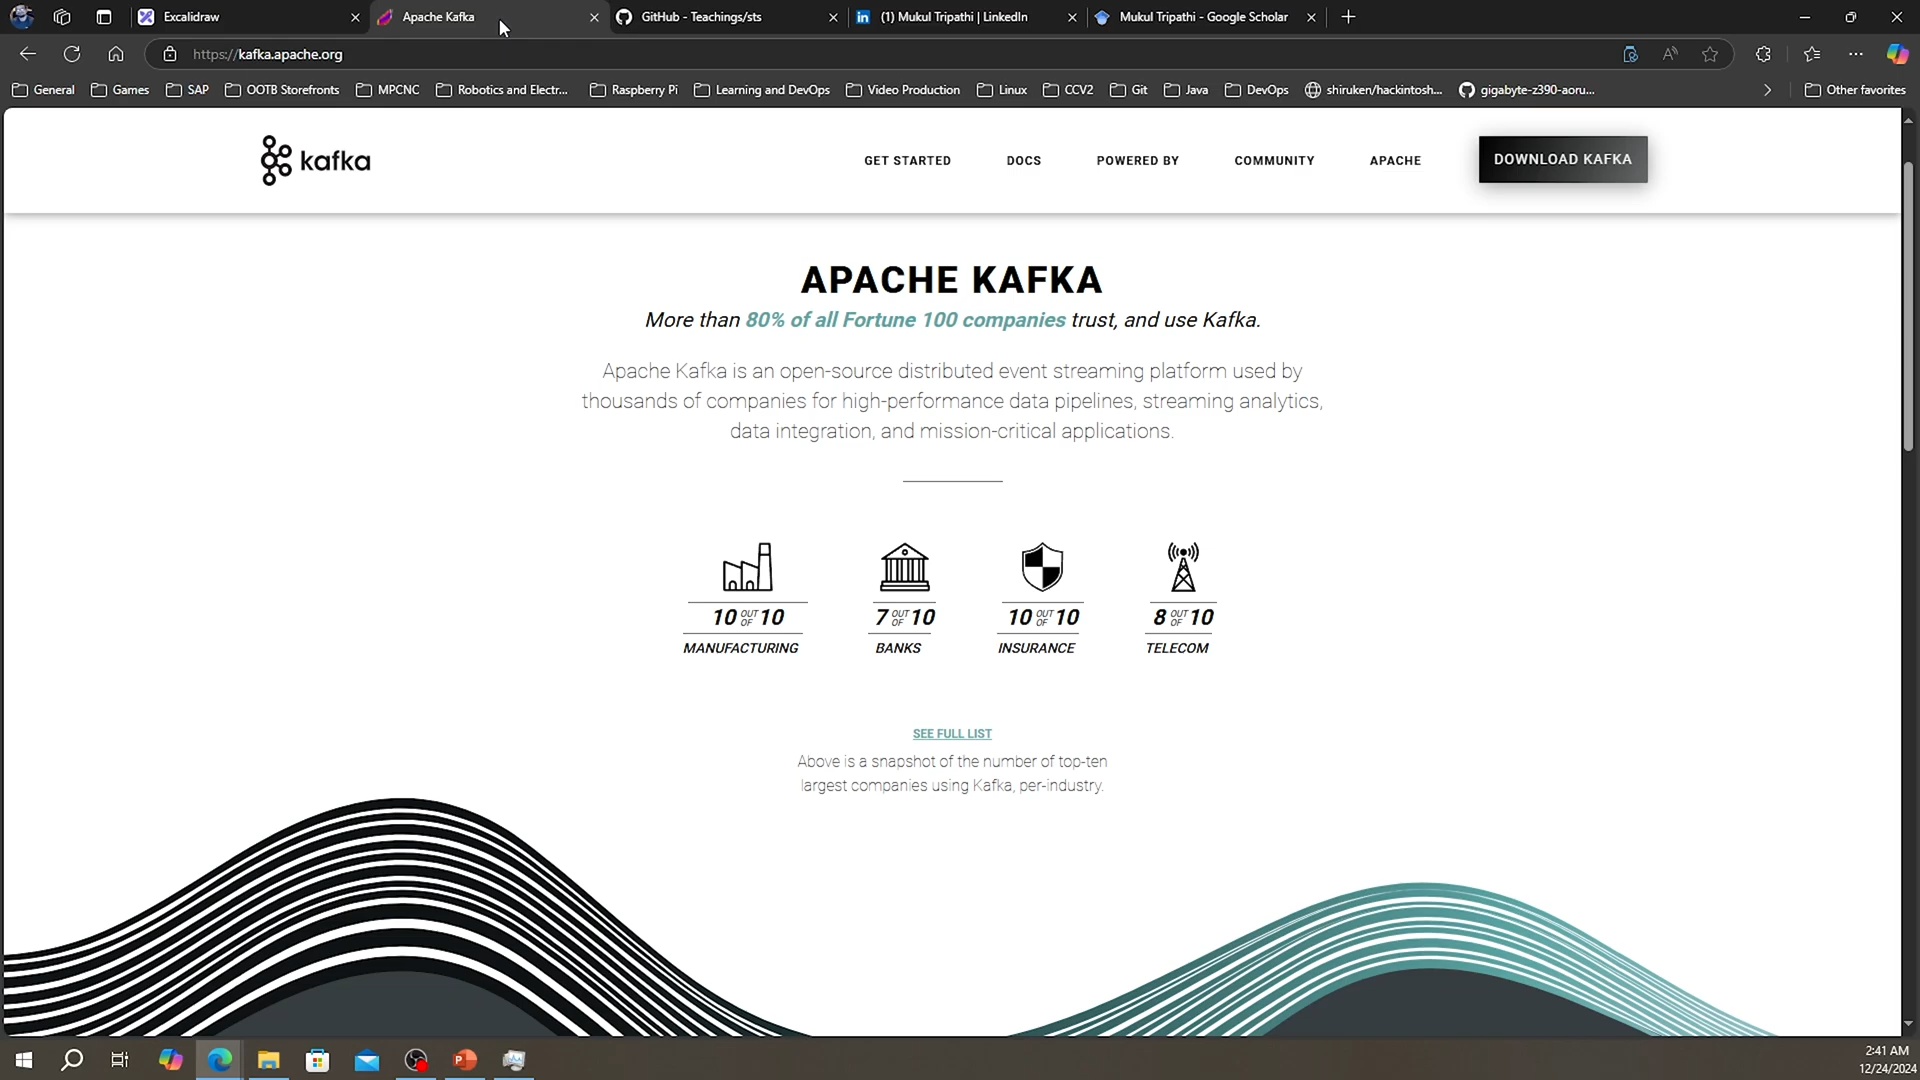 Excalidraw
Apache Kafka
GitHub - Teachings/sts
(1) Mukul Tripathi | LinkedIn
Mukul Tripathi - Google Scholar
https://kafka.apache.org
General
Games
SAP
OOTB Storefronts
MPCNC
Robotics and Electr...
Raspberry Pi
Learning and DevOps
Video Production
Linux
CCV2
Git
Java
DevOps
shiruken/hackintosh...
gigabyte-z390-aoru...
Other favorites
kafka
GET STARTED
DOCS
POWERED BY
COMMUNITY
APACHE
DOWNLOAD KAFKA
APACHE KAFKA
More than 80% of all Fortune 100 companies trust, and use Kafka.
Apache Kafka is an open-source distributed event streaming platform used by
thousands of companies for high-performance data pipelines, streaming analytics,
data integration, and mission-critical applications.
10 OUT OF 10
MANUFACTURING
7 OUT OF 10
BANKS
10 OUT OF 10
INSURANCE
8 OUT OF 10
TELECOM
SEE FULL LIST
Above is a snapshot of the number of top-ten
largest companies using Kafka, per-industry.
2:41 AM
12/24/2024